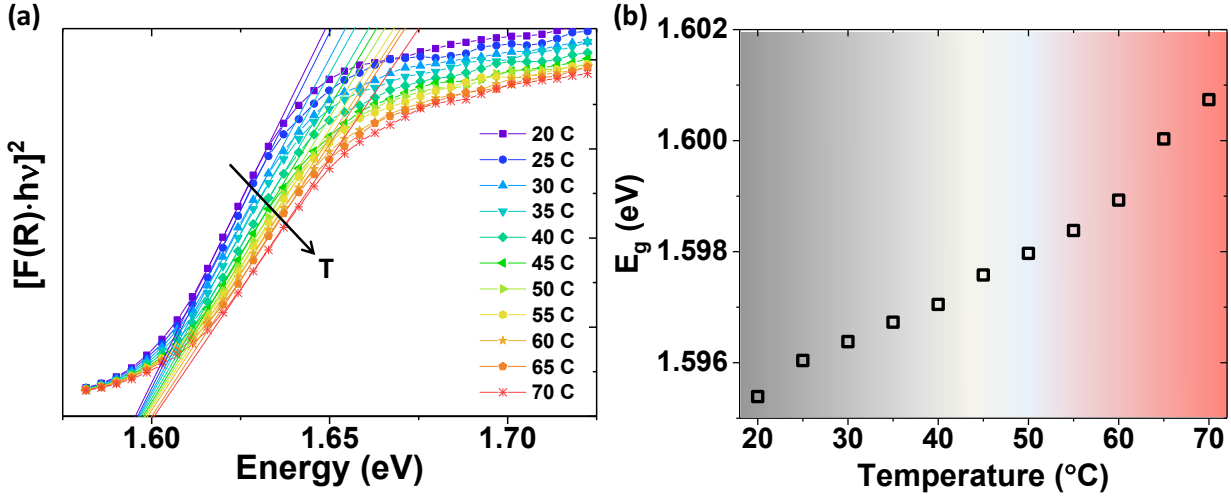 (a)
[F(R)·hν]²
20 C
25 C
30 C
35 C
40 C
45 C
50 C
55 C
60 C
65 C
70 C
T
1.60 1.65 1.70
Energy (eV)
(b)
E_g (eV)
1.602
1.600
1.598
1.596
20 30 40 50 60 70
Temperature (°C)